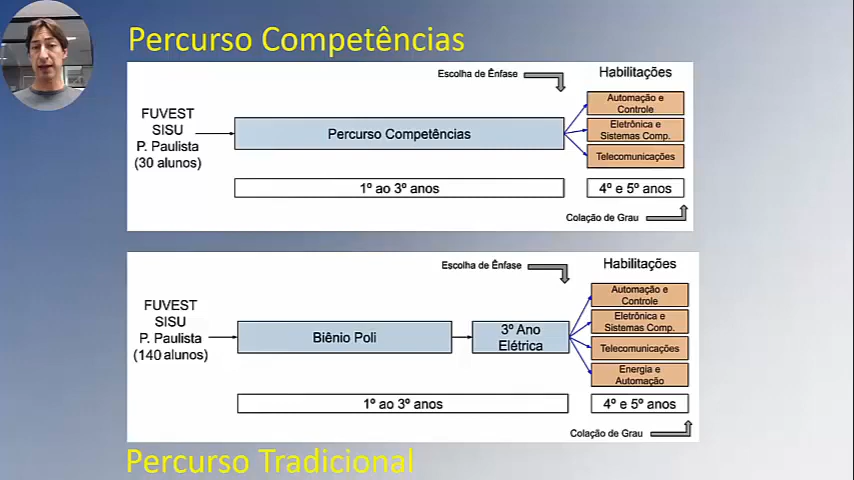 Percurso Competências
Escolha de Ênfase
Habilitações
FUVEST
SISU
P. Paulista
(30 alunos)
Percurso Competências
Automação e
Controle
Eletrônica e
Sistemas Comp.
Telecomunicações
1º ao 3º anos
4º e 5º anos
Colação de Grau
Escolha de Ênfase
Habilitações
FUVEST
SISU
P. Paulista
(140 alunos)
Biênio Poli
3º Ano
Elétrica
Automação e
Controle
Eletrônica e
Sistemas Comp.
Telecomunicações
Energia e
Automação
1º ao 3º anos
4º e 5º anos
Colação de Grau
Percurso Tradicional